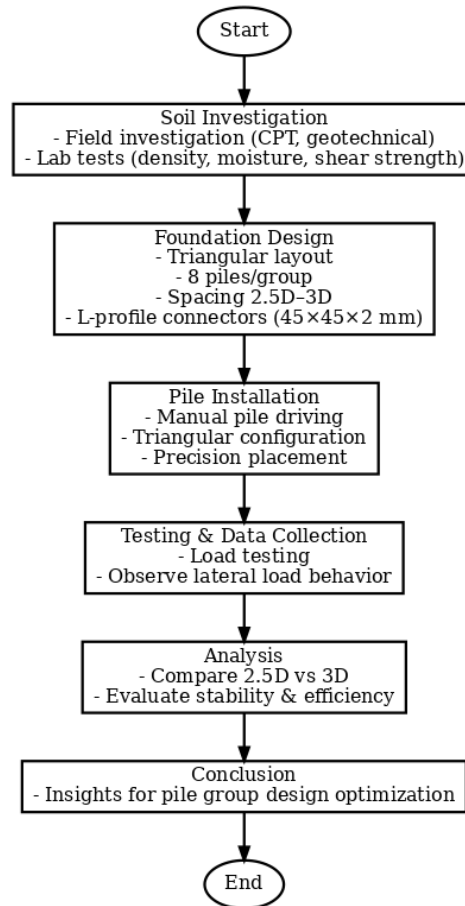 Start
Soil Investigation
- Field investigation (CPT, geotechnical)
- Lab tests (density, moisture, shear strength)
Foundation Design
- Triangular layout
- 8 piles/group
- Spacing 2.5D–3D
- L-profile connectors (45×45×2 mm)
Pile Installation
- Manual pile driving
- Triangular configuration
- Precision placement
Testing & Data Collection
- Load testing
- Observe lateral load behavior
Analysis
- Compare 2.5D vs 3D
- Evaluate stability & efficiency
Conclusion
- Insights for pile group design optimization
End